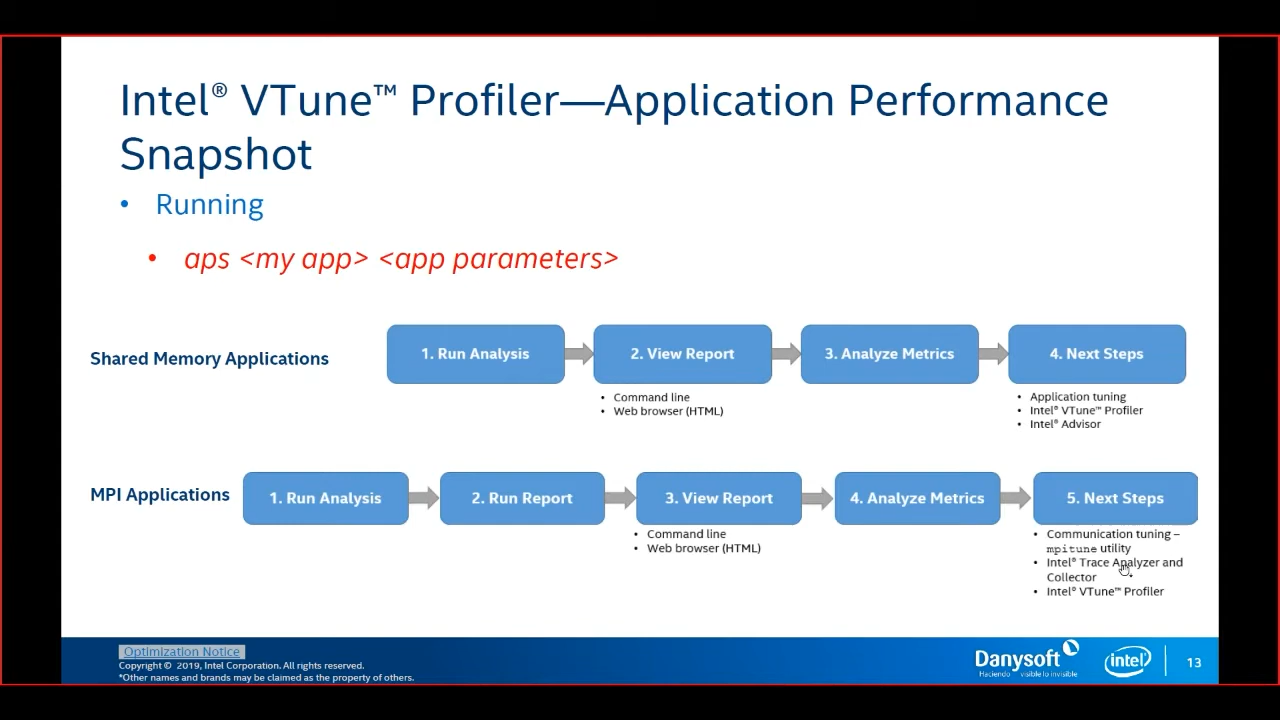 Intel® VTune™ Profiler—Application Performance
Snapshot
• Running
• aps <my app> <app parameters>
Shared Memory Applications
1. Run Analysis
2. View Report
3. Analyze Metrics
4. Next Steps
• Command line
• Web browser (HTML)
• Application tuning
• Intel® VTune™ Profiler
• Intel® Advisor
MPI Applications
1. Run Analysis
2. Run Report
3. View Report
4. Analyze Metrics
5. Next Steps
• Command line
• Web browser (HTML)
• Communication tuning –
mpitune utility
• Intel® Trace Analyzer and
Collector
• Intel® VTune™ Profiler
Optimization Notice
Copyright © 2019, Intel Corporation. All rights reserved.
*Other names and brands may be claimed as the property of others.
Danysoft
Haciendo visible lo invisible
intel
13